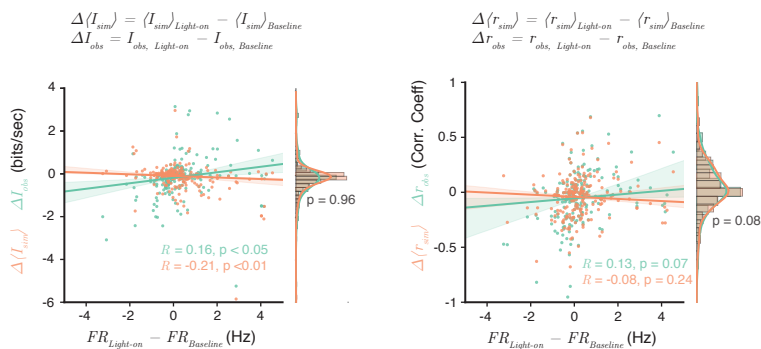 Δ⟨I_sim⟩ = ⟨I_sim⟩_Light-on − ⟨I_sim⟩_Baseline
ΔI_obs = I_obs, Light-on − I_obs, Baseline
4
2
0
-2
-4
-6
Δ⟨I_sim⟩ ΔI_obs (bits/sec)
p = 0.96
R = 0.16, p < 0.05
R = -0.21, p <0.01
-4 -2 0 2 4
FR_Light-on − FR_Baseline (Hz)
Δ⟨r_sim⟩ = ⟨r_sim⟩_Light-on − ⟨r_sim⟩_Baseline
Δr_obs = r_obs, Light-on − r_obs, Baseline
1
0.5
0
-0.5
-1
Δ⟨r_sim⟩ Δr_obs (Corr. Coeff)
p = 0.08
R = 0.13, p = 0.07
R = -0.08, p = 0.24
-4 -2 0 2 4
FR_Light-on − FR_Baseline (Hz)